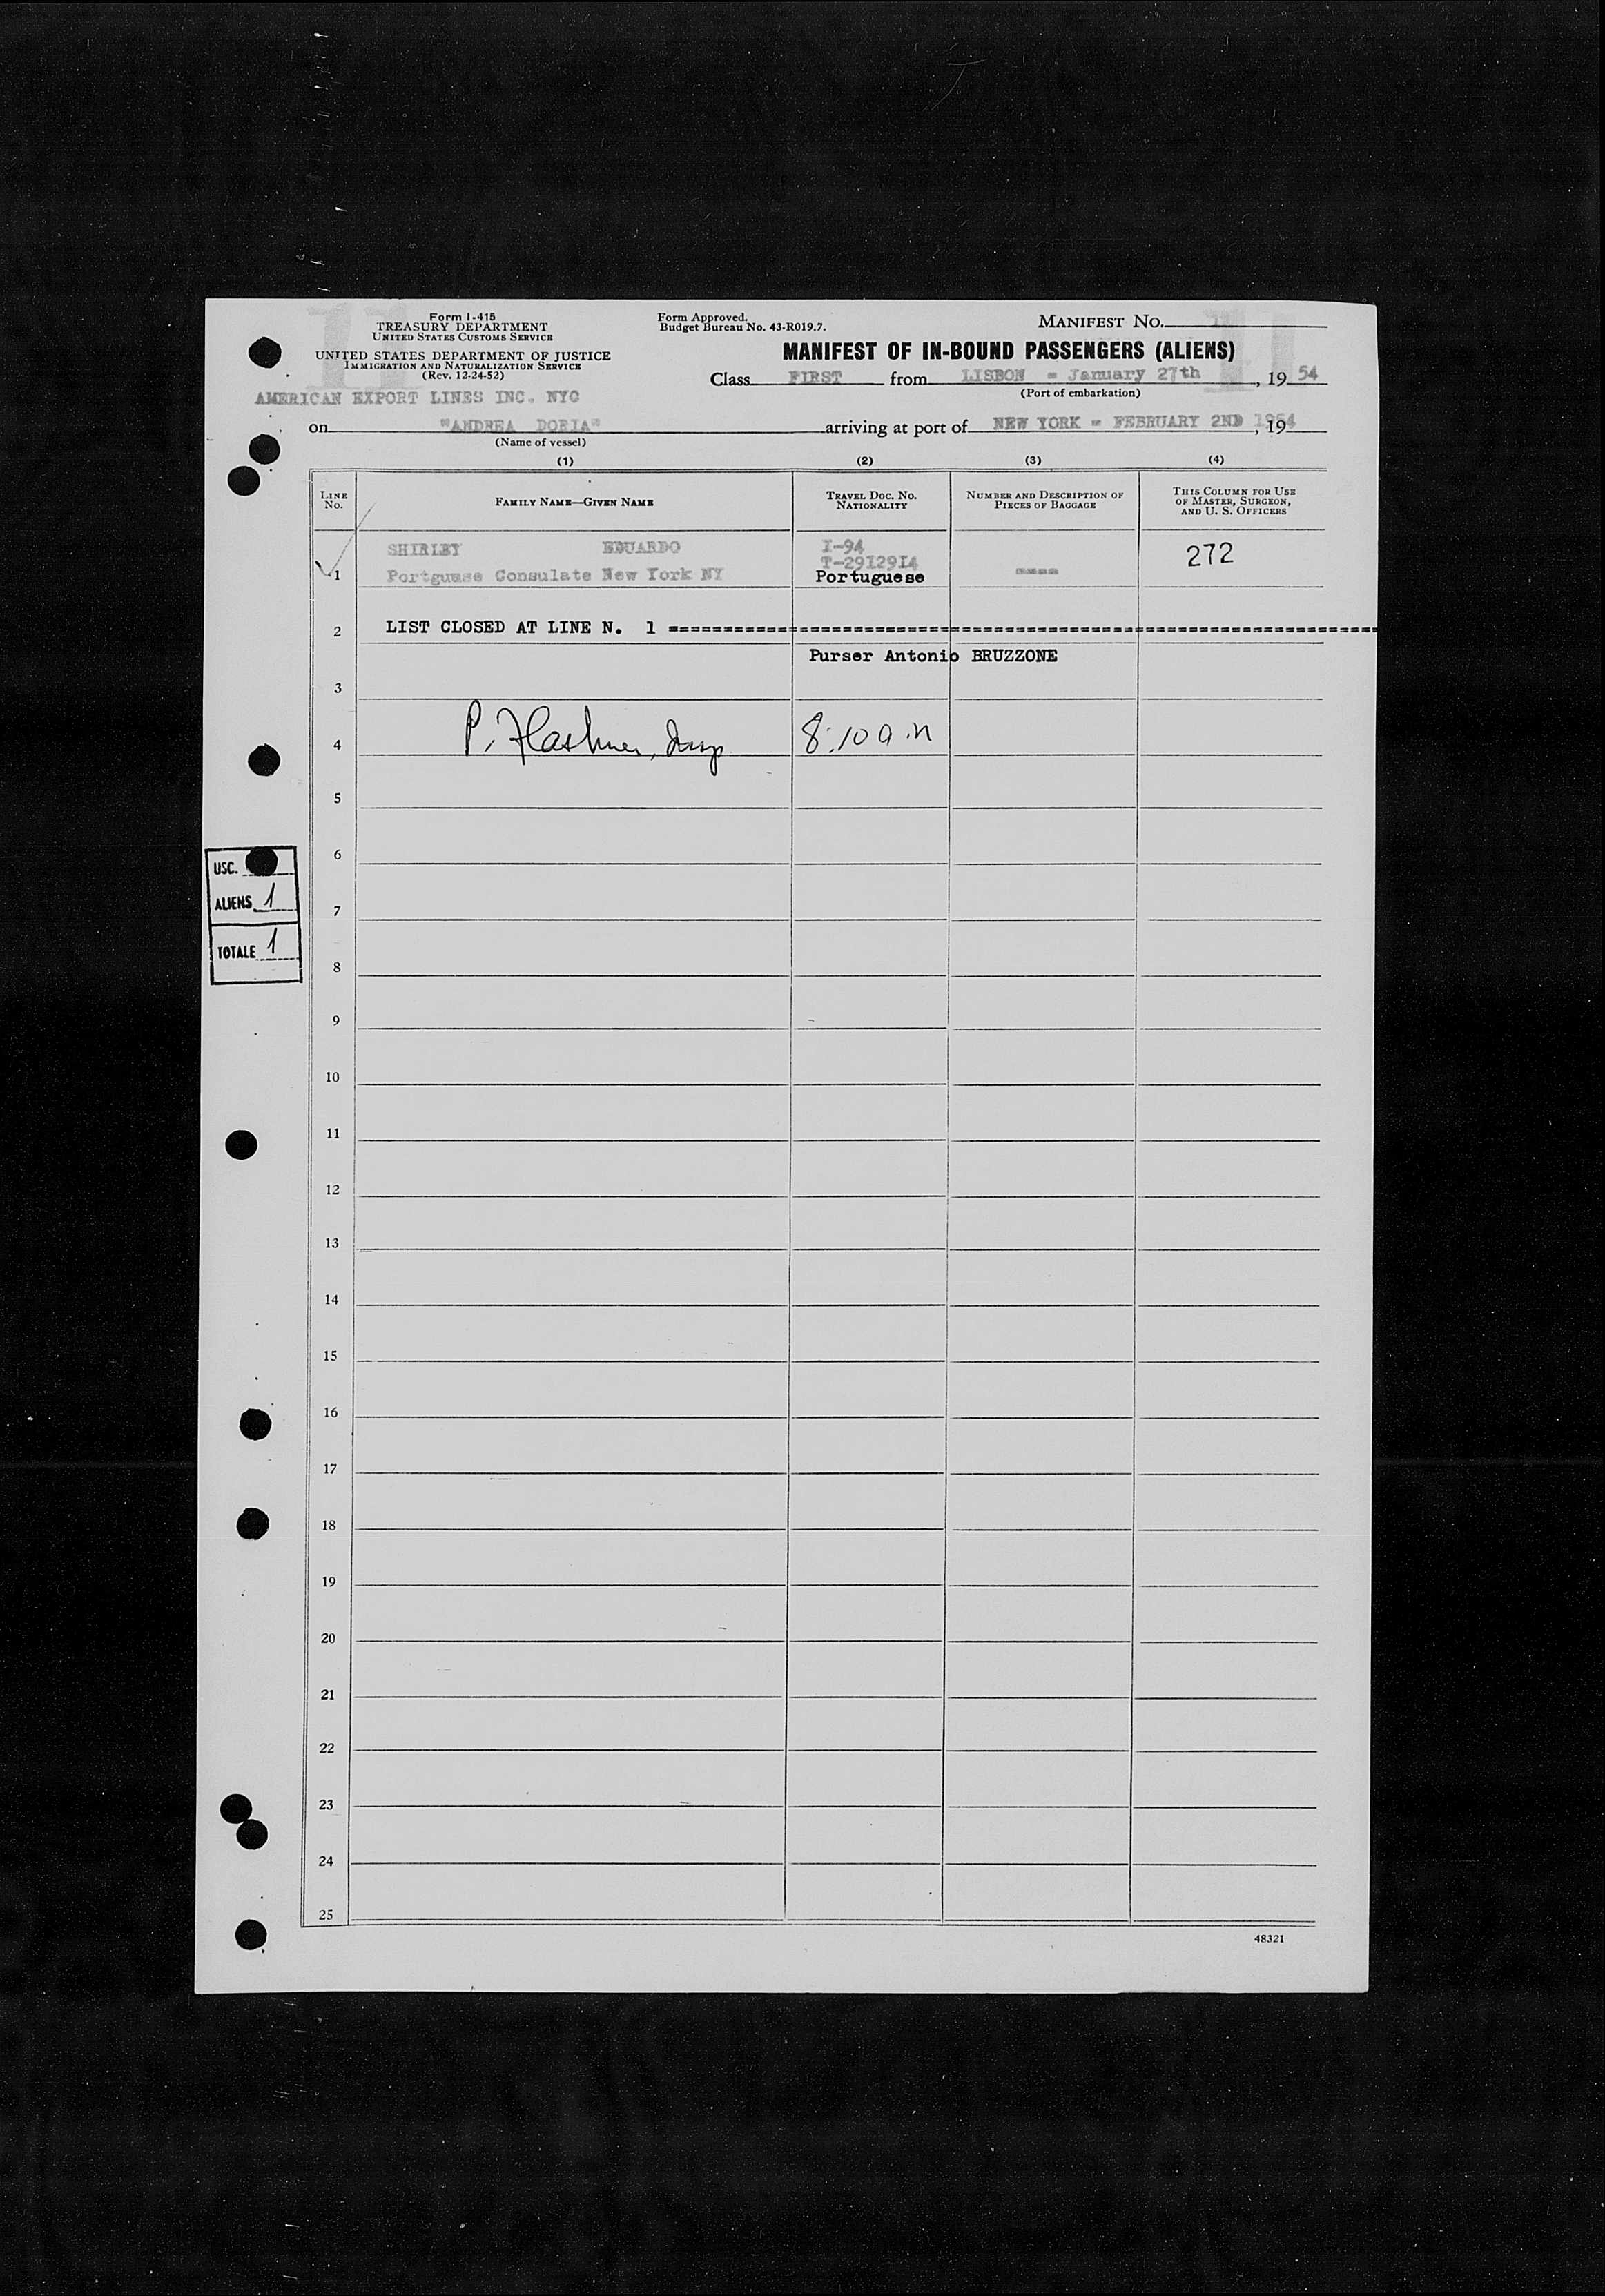 Form I-415
TREASURY DEPARTMENT
UNITED STATES CUSTOMS SERVICE
UNITED STATES DEPARTMENT OF JUSTICE
IMMIGRATION AND NATURALIZATION SERVICE
(Rev. 12-24-52)
AMERICAN EXPORT LINES INC. NYC
Form Approved.
Budget Bureau No. 43-R019.7.
MANIFEST NO.
MANIFEST OF IN-BOUND PASSENGERS (ALIENS)
Class FIRST from LISBON - January 27th, 19 54
(Port of embarkation)
on "ANDREA DORIA" arriving at port of NEW YORK - FEBRUARY 2ND 1954, 19
(Name of vessel)
(1) (2) (3) (4)
LINE NO. FAMILY NAME—GIVEN NAME TRAVEL DOC. NO. NATIONALITY NUMBER AND DESCRIPTION OF PIECES OF BAGGAGE THIS COLUMN FOR USE OF MASTER, SURGEON, AND U. S. OFFICERS
SHIRLEY EDUARDO I-94 272
T-2912914
1 Portguese Consulate New York NY Portuguese ----
2 LIST CLOSED AT LINE N. 1 ================================
Purser Antonio BRUZZONE
3
4 P. Flashner, Insp 8:10 a.m
5
USC.
6
ALIENS 1
7
TOTALE 1
8
9
10
11
12
13
14
15
16
17
18
19
20
21
22
23
24
25
48321